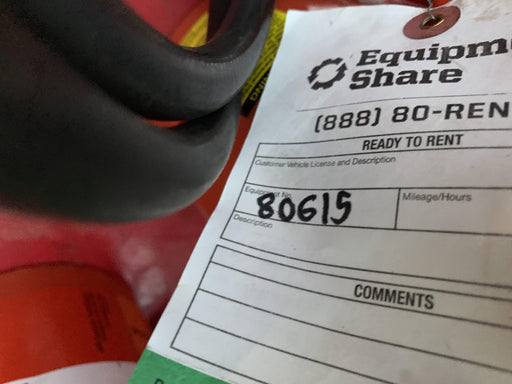 Equipm
Share
(888) 80-REN
READY TO RENT
Customer Vehicle License and Description
Equipment No.
80615
Mileage/Hours
Description
COMMENTS